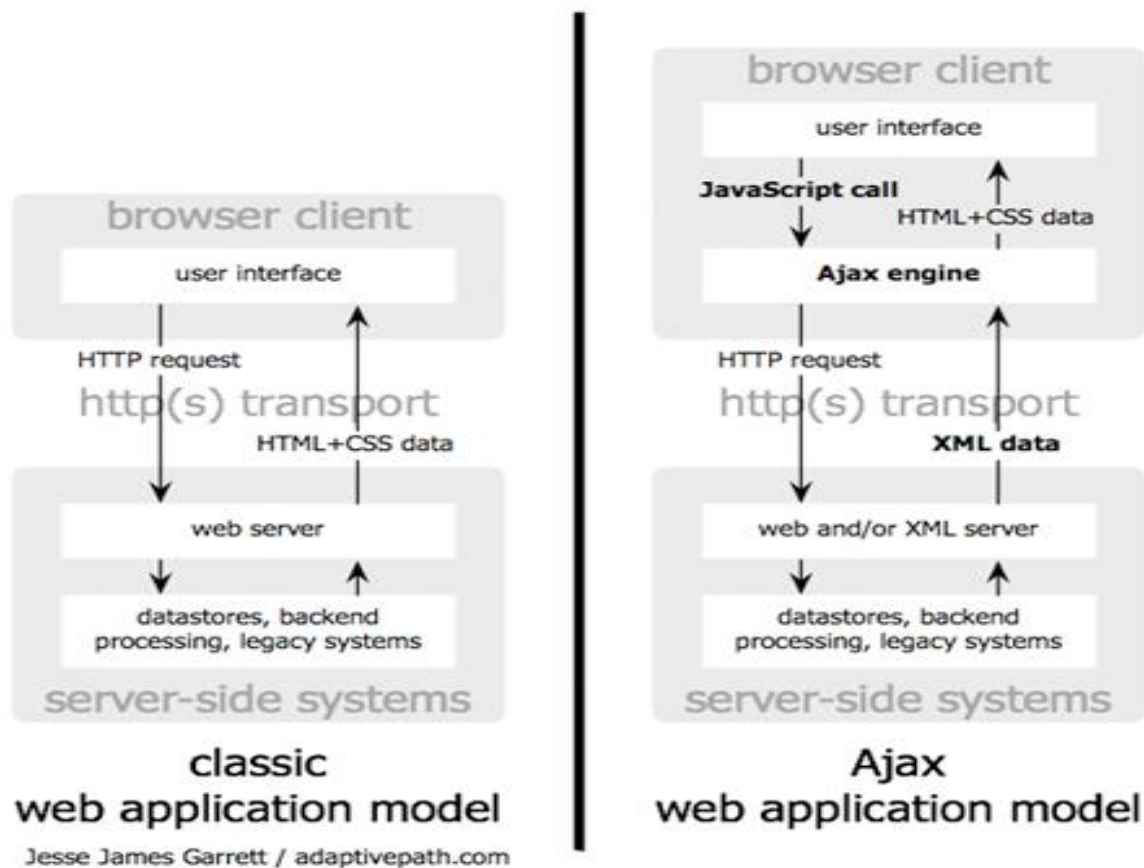 browser client
user interface
HTTP request
http(s) transport
HTML+CSS data
web server
datastores, backend
processing, legacy systems
server-side systems
classic
web application model
Jesse James Garrett / adaptivepath.com
browser client
user interface
JavaScript call
HTML+CSS data
Ajax engine
HTTP request
http(s) transport
XML data
web and/or XML server
datastores, backend
processing, legacy systems
server-side systems
Ajax
web application model